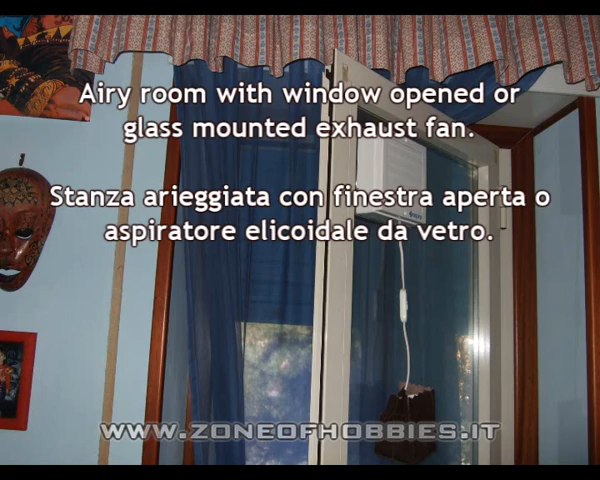 Airy room with window opened or
glass mounted exhaust fan.
Stanza arieggiata con finestra aperta o
aspiratore elicoidale da vetro.
WWW.ZONEOFHOBBIES.IT